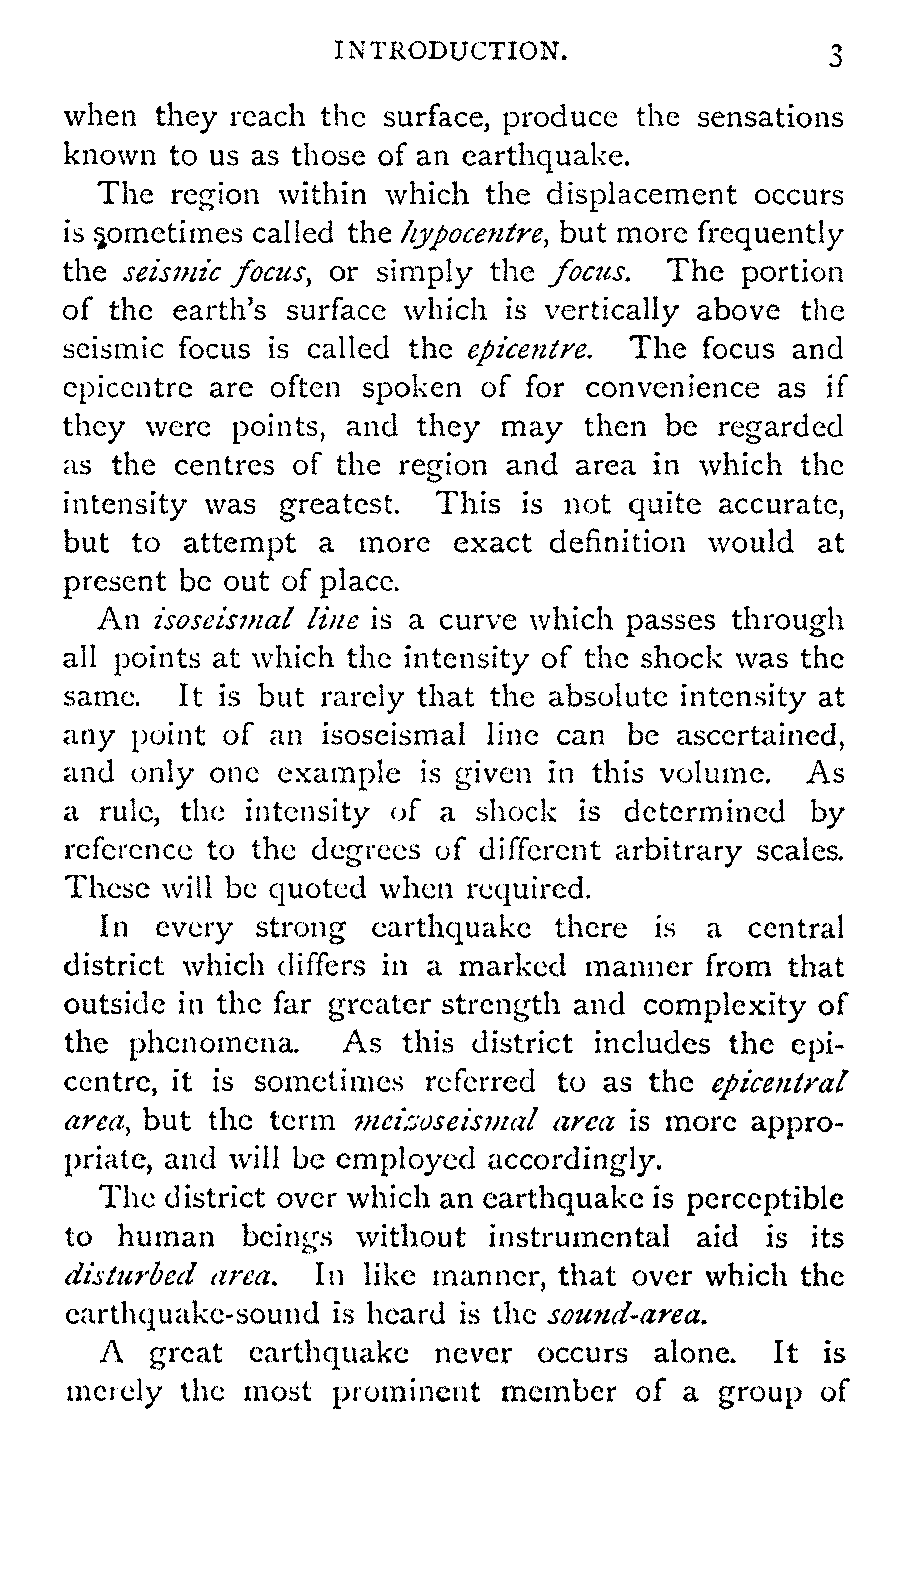 INTRODUCTION. 3
when they reach the surface, produce the sensations
known to us as those of an earthquake.
The region within which the displacement occurs
is sometimes called the hypocentre, but more frequently
the seismic focus, or simply the focus. The portion
of the earth's surface which is vertically above the
seismic focus is called the epicentre. The focus and
epicentre are often spoken of for convenience as if
they were points, and they may then be regarded
as the centres of the region and area in which the
intensity was greatest. This is not quite accurate,
but to attempt a more exact definition would at
present be out of place.
An isoseismal line is a curve which passes through
all points at which the intensity of the shock was the
same. It is but rarely that the absolute intensity at
any point of an isoseismal line can be ascertained,
and only one example is given in this volume. As
a rule, the intensity of a shock is determined by
reference to the degrees of different arbitrary scales.
These will be quoted when required.
In every strong earthquake there is a central
district which differs in a marked manner from that
outside in the far greater strength and complexity of
the phenomena. As this district includes the epi-
centre, it is sometimes referred to as the epicentral
area, but the term meizoseismal area is more appro-
priate, and will be employed accordingly.
The district over which an earthquake is perceptible
to human beings without instrumental aid is its
disturbed area. In like manner, that over which the
earthquake-sound is heard is the sound-area.
A great earthquake never occurs alone. It is
merely the most prominent member of a group of